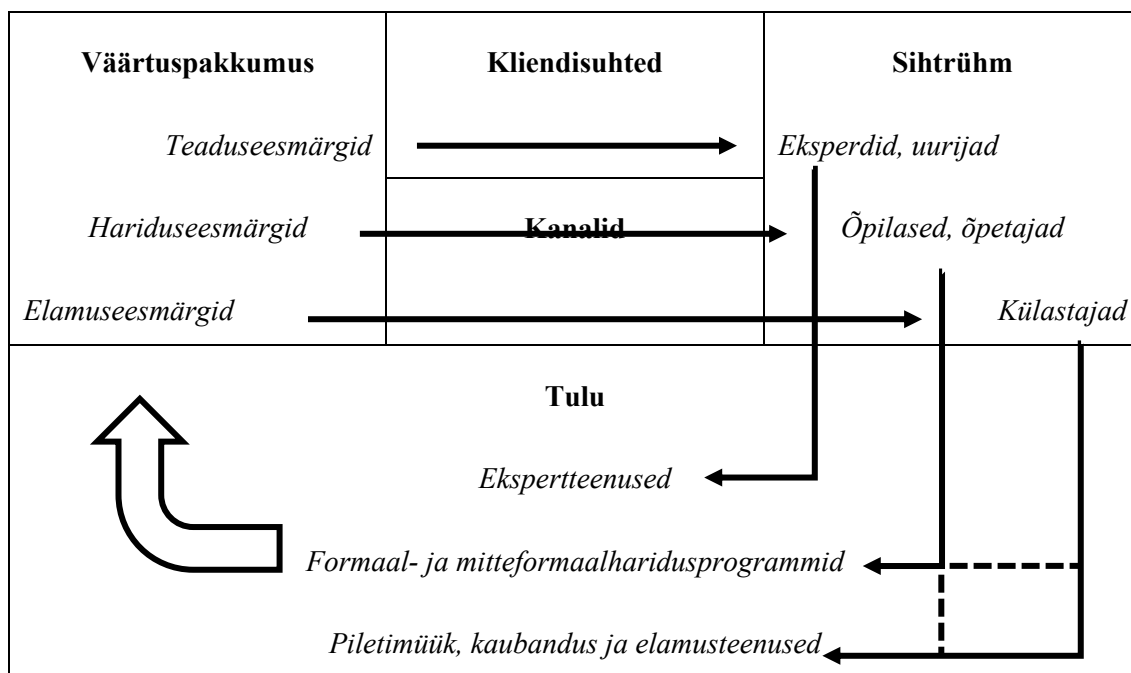 Väärtuspakkumus
Kliendisuhted
Sihtrühm
Teaduseesmärgid
Eksperdid, uurijad
Hariduseesmärgid
Kanalid
Õpilased, õpetajad
Elamuseesmärgid
Külastajad
Tulu
Ekspertteenused
Formaal- ja mitteformaalharidusprogrammid
Piletimüük, kaubandus ja elamusteenused